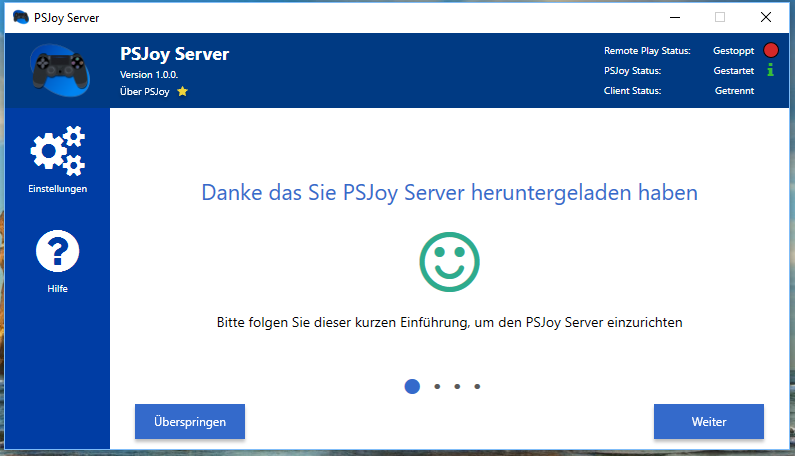 PSJoy Server
PSJoy Server
Version 1.0.0.
Über PSJoy
Remote Play Status: Gestoppt
PSJoy Status: Gestartet
Client Status: Getrennt
Einstellungen
Hilfe
Danke das Sie PSJoy Server heruntergeladen haben
Bitte folgen Sie dieser kurzen Einführung, um den PSJoy Server einzurichten
Überspringen
Weiter